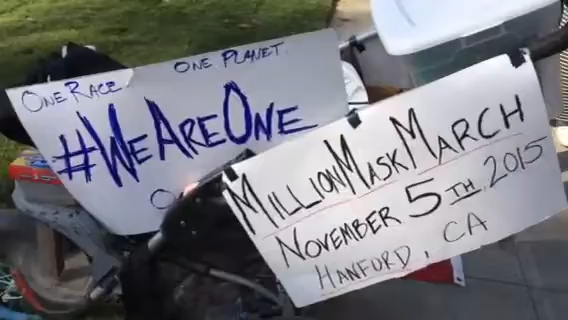 One Race
One Planet
#WeAreOne
MillionMaskMarch
November 5TH, 2015
Hanford, CA